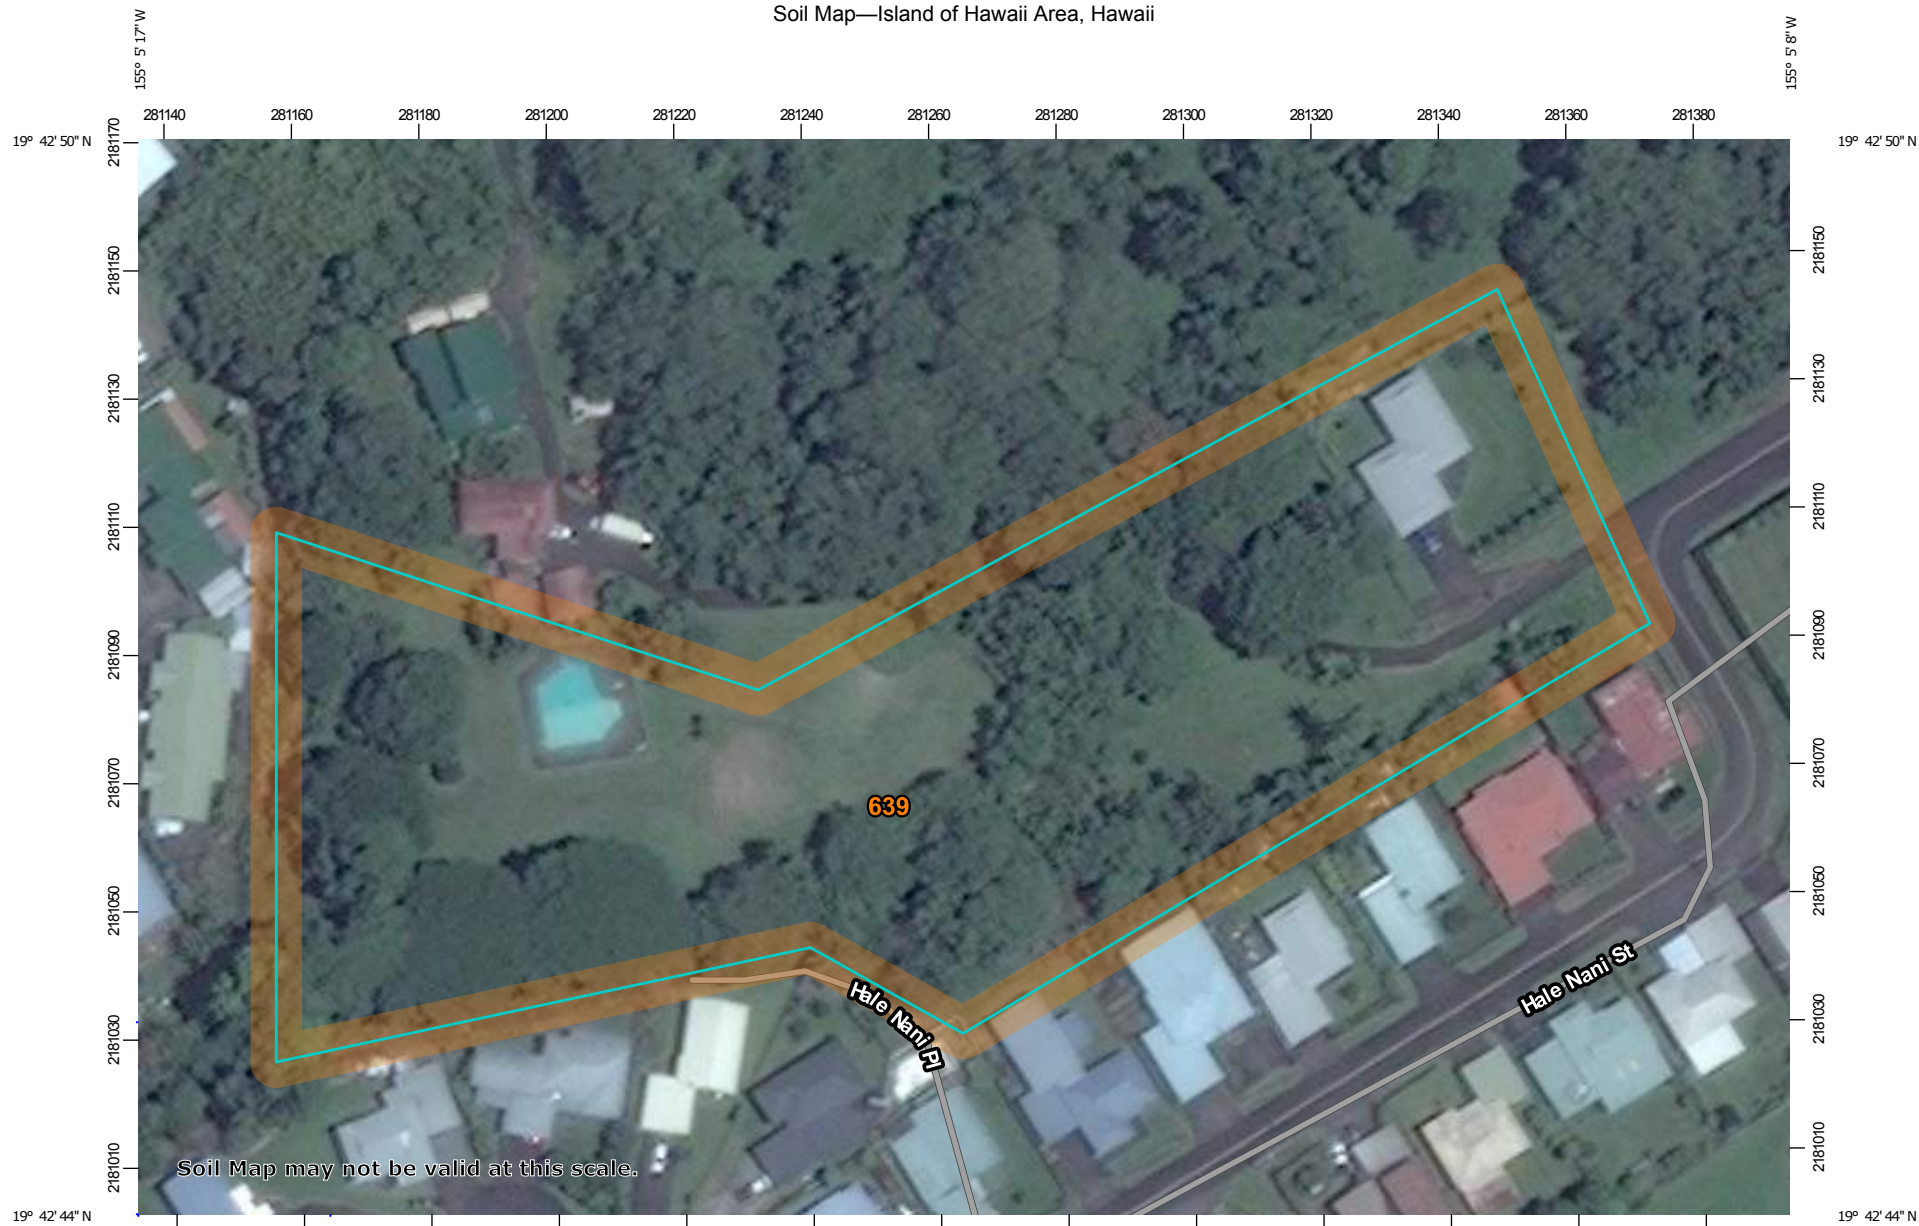 Soil Map—Island of Hawaii Area, Hawaii
155° 5' 17" W
155° 5' 8" W
281140 281160 281180 281200 281220 281240 281260 281280 281300 281320 281340 281360 281380
19° 42' 50" N
19° 42' 50" N
2181170
2181150
2181150
2181130
2181130
2181110
2181110
2181090
2181090
2181070
2181070
639
2181050
2181050
Hale Nani St
Hale Nani Pl
2181030
2181030
2181010
2181010
Soil Map may not be valid at this scale.
19° 42' 44" N
19° 42' 44" N